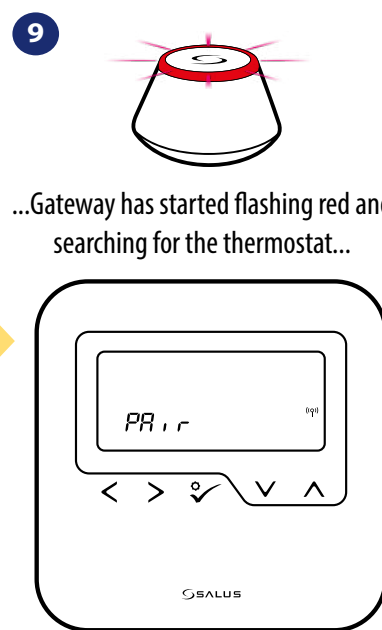 9
...Gateway has started flashing red and
searching for the thermostat...
PAir
SALUS